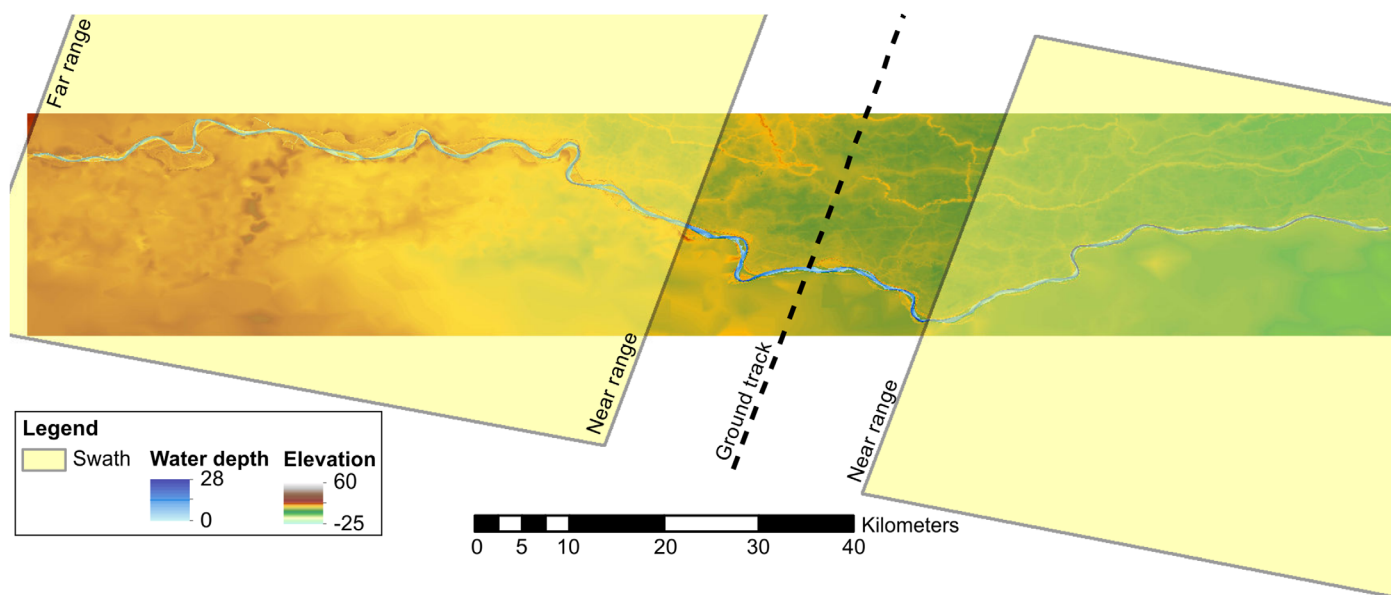 Far range
Near range
Ground track
Near range
Legend
Swath
Water depth
28
0
Elevation
60
-25
Kilometers
0 5 10 20 30 40